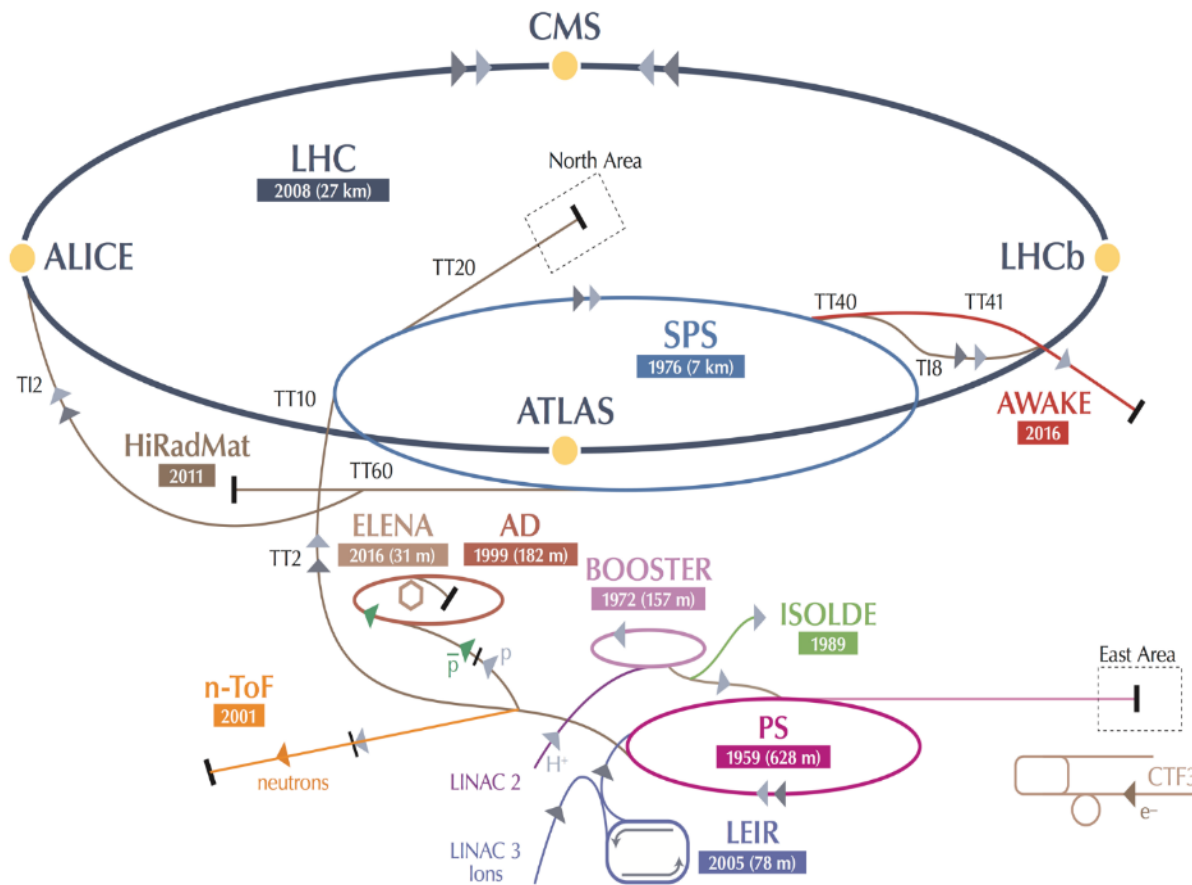 CMS
LHC
2008 (27 km)
North Area
ALICE
TT20
LHCb
TT40
TT41
SPS
1976 (7 km)
TI2
TI8
TT10
ATLAS
AWAKE
2016
HiRadMat
2011
TT60
ELENA
2016 (31 m)
AD
1999 (182 m)
TT2
BOOSTER
1972 (157 m)
ISOLDE
1989
p̅
p
East Area
n-ToF
2001
PS
1959 (628 m)
neutrons
H⁺
LINAC 2
CTF3
e⁻
LEIR
2005 (78 m)
LINAC 3
Ions